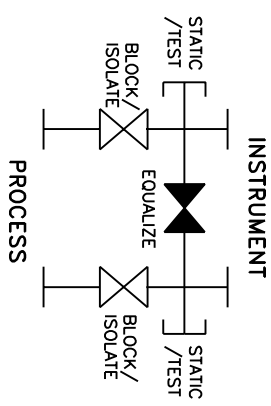 INSTRUMENT
STATIC
/TEST
STATIC
/TEST
EQUALIZE
BLOCK/
ISOLATE
BLOCK/
ISOLATE
PROCESS